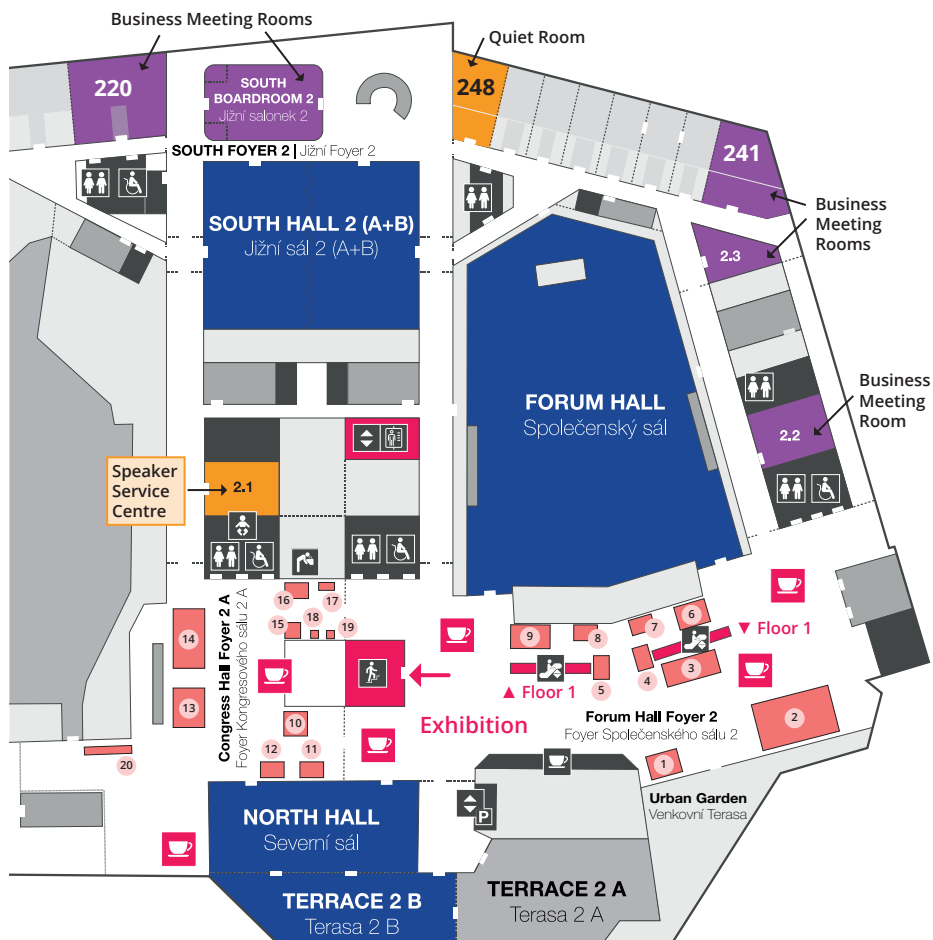 Business Meeting Rooms
220
SOUTH
BOARDROOM 2
Jižní salonek 2
Quiet Room
248
241
SOUTH FOYER 2 | Jižní Foyer 2
Business
Meeting
Rooms
SOUTH HALL 2 (A+B)
Jižní sál 2 (A+B)
2.3
FORUM HALL
Společenský sál
Business
Meeting
Room
2.2
Speaker
Service
Centre
2.1
16
17
15
18
19
14
13
20
Congress Hall Foyer 2 A
Foyer Kongresového sálu 2 A
10
12
11
9
8
7
6
▼ Floor 1
4
3
5
▲ Floor 1
Exhibition
Forum Hall Foyer 2
Foyer Společenského sálu 2
2
1
Urban Garden
Venkovní Terasa
P
NORTH HALL
Severní sál
TERRACE 2 B
Terasa 2 B
TERRACE 2 A
Terasa 2 A